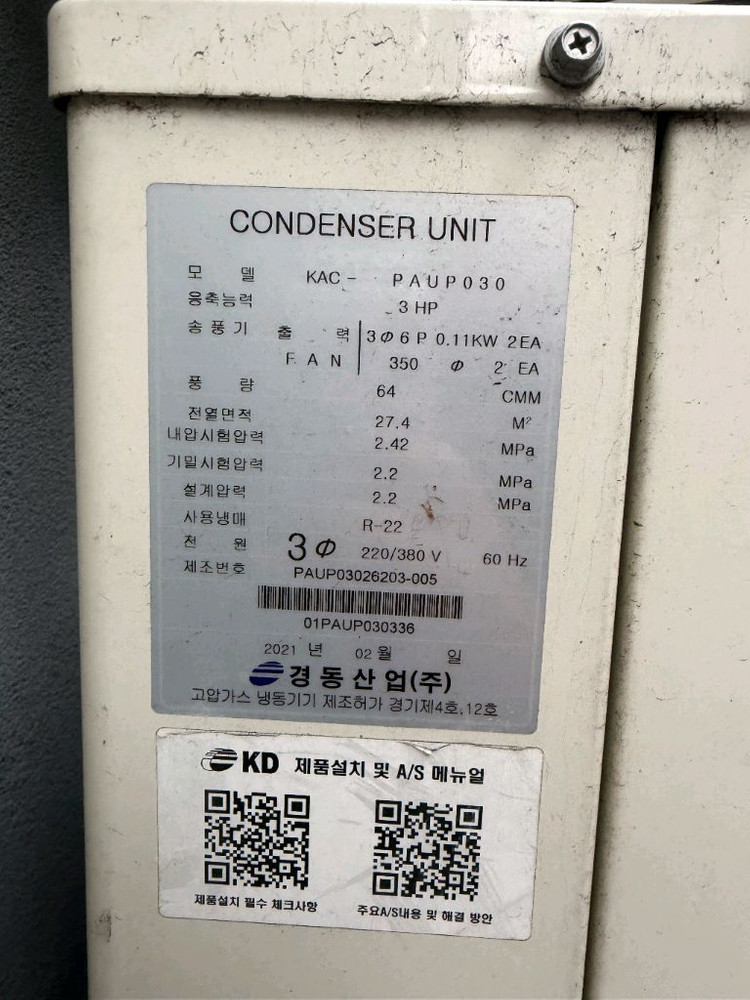 CONDENSER UNIT
모 델 KAC - PAUP030
응축능력 3 HP
송풍기 출 력 3Φ 6P 0.11KW 2EA
FAN 350 Φ 2 EA
풍 량 64 CMM
전열면적 27.4 M²
내압시험압력 2.42 MPa
기밀시험압력 2.2 MPa
설계압력 2.2 MPa
사용냉매 R-22
전 원 3Φ 220/380 V 60 Hz
제조번호 PAUP03026203-005
01PAUP030336
2021 년 02 월 일
경동산업(주)
고압가스 냉동기기 제조허가 경기제4호.12호
KD 제품설치 및 A/S 메뉴얼
제품설치 필수 체크사항
주요A/S내용 및 해결 방안